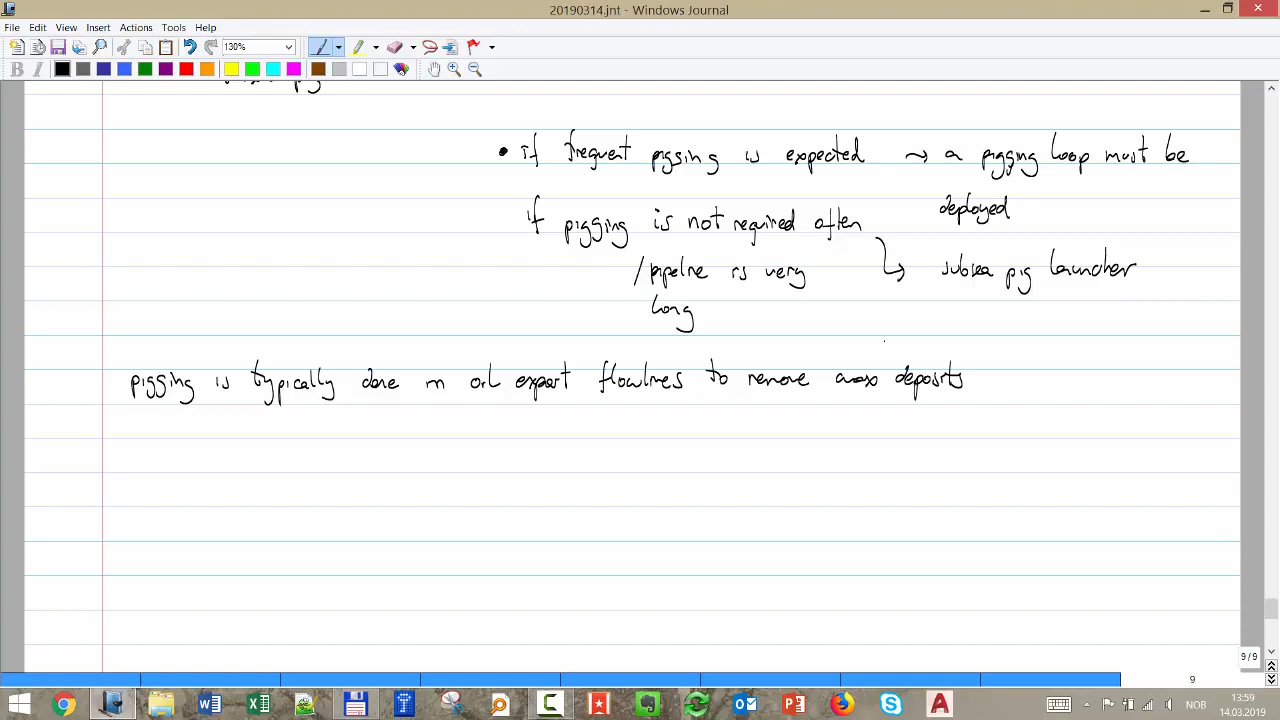 20190314.jnt - Windows Journal
File Edit View Insert Actions Tools Help
130%
B I
• if frequent pigging is expected → a pigging loop must be
deployed
if pigging is not required often
/pipeline is very
long
↳ subsea pig launcher
pigging is typically done in oil export flowlines to remove wax deposits
9/9
9
NOB
13:59
14.03.2019